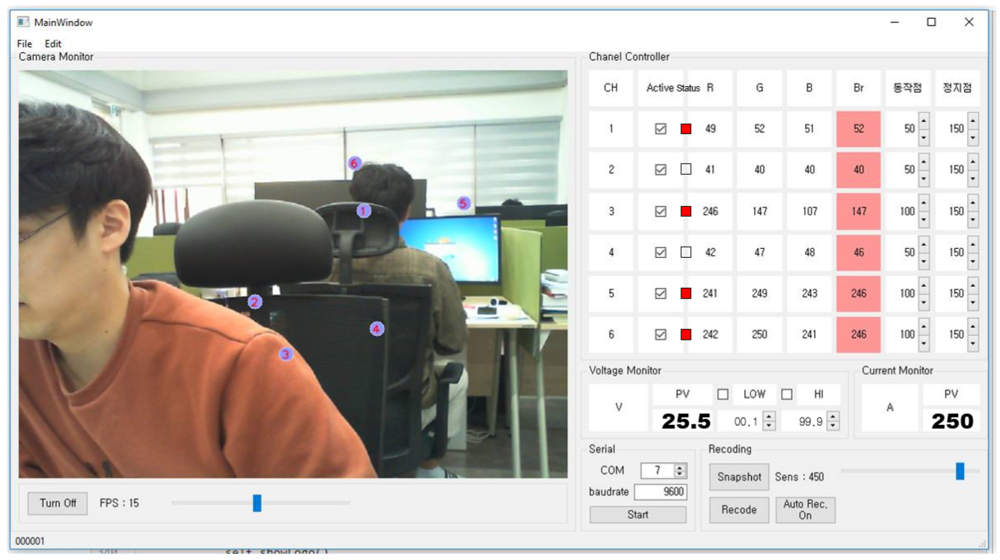 MainWindow
File Edit
Camera Monitor
Chanel Controller
CH Active Status R G B Br 동작점 정지점
1 49 52 51 52 50 150
2 41 40 40 40 50 150
3 246 147 107 147 100 150
4 42 47 48 46 50 150
5 241 249 243 246 100 150
6 242 250 241 246 100 150
6
5
1
2
4
3
Voltage Monitor
V PV LOW HI
25.5 00.1 99.9
Current Monitor
A PV
250
Serial
COM 7
baudrate 9600
Start
Recoding
Snapshot Sens : 450
Recode Auto Rec,
On
Turn Off FPS : 15
000001
self.showLogo()